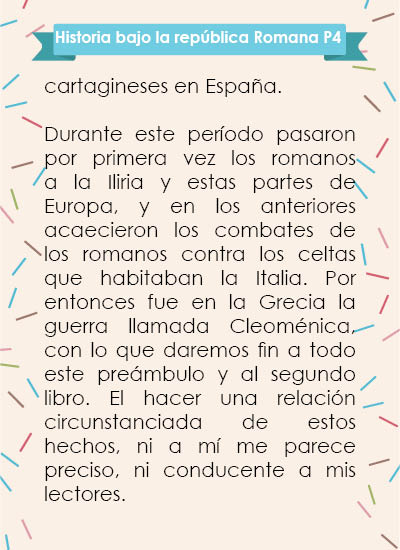 Historia bajo la república Romana P4
cartagineses en España.
Durante este período pasaron
por primera vez los romanos
a la Iliria y estas partes de
Europa, y en los anteriores
acaecieron los combates de
los romanos contra los celtas
que habitaban la Italia. Por
entonces fue en la Grecia la
guerra llamada Cleoménica,
con lo que daremos fin a todo
este preámbulo y al segundo
libro. El hacer una relación
circunstanciada de estos
hechos, ni a mí me parece
preciso, ni conducente a mis
lectores.